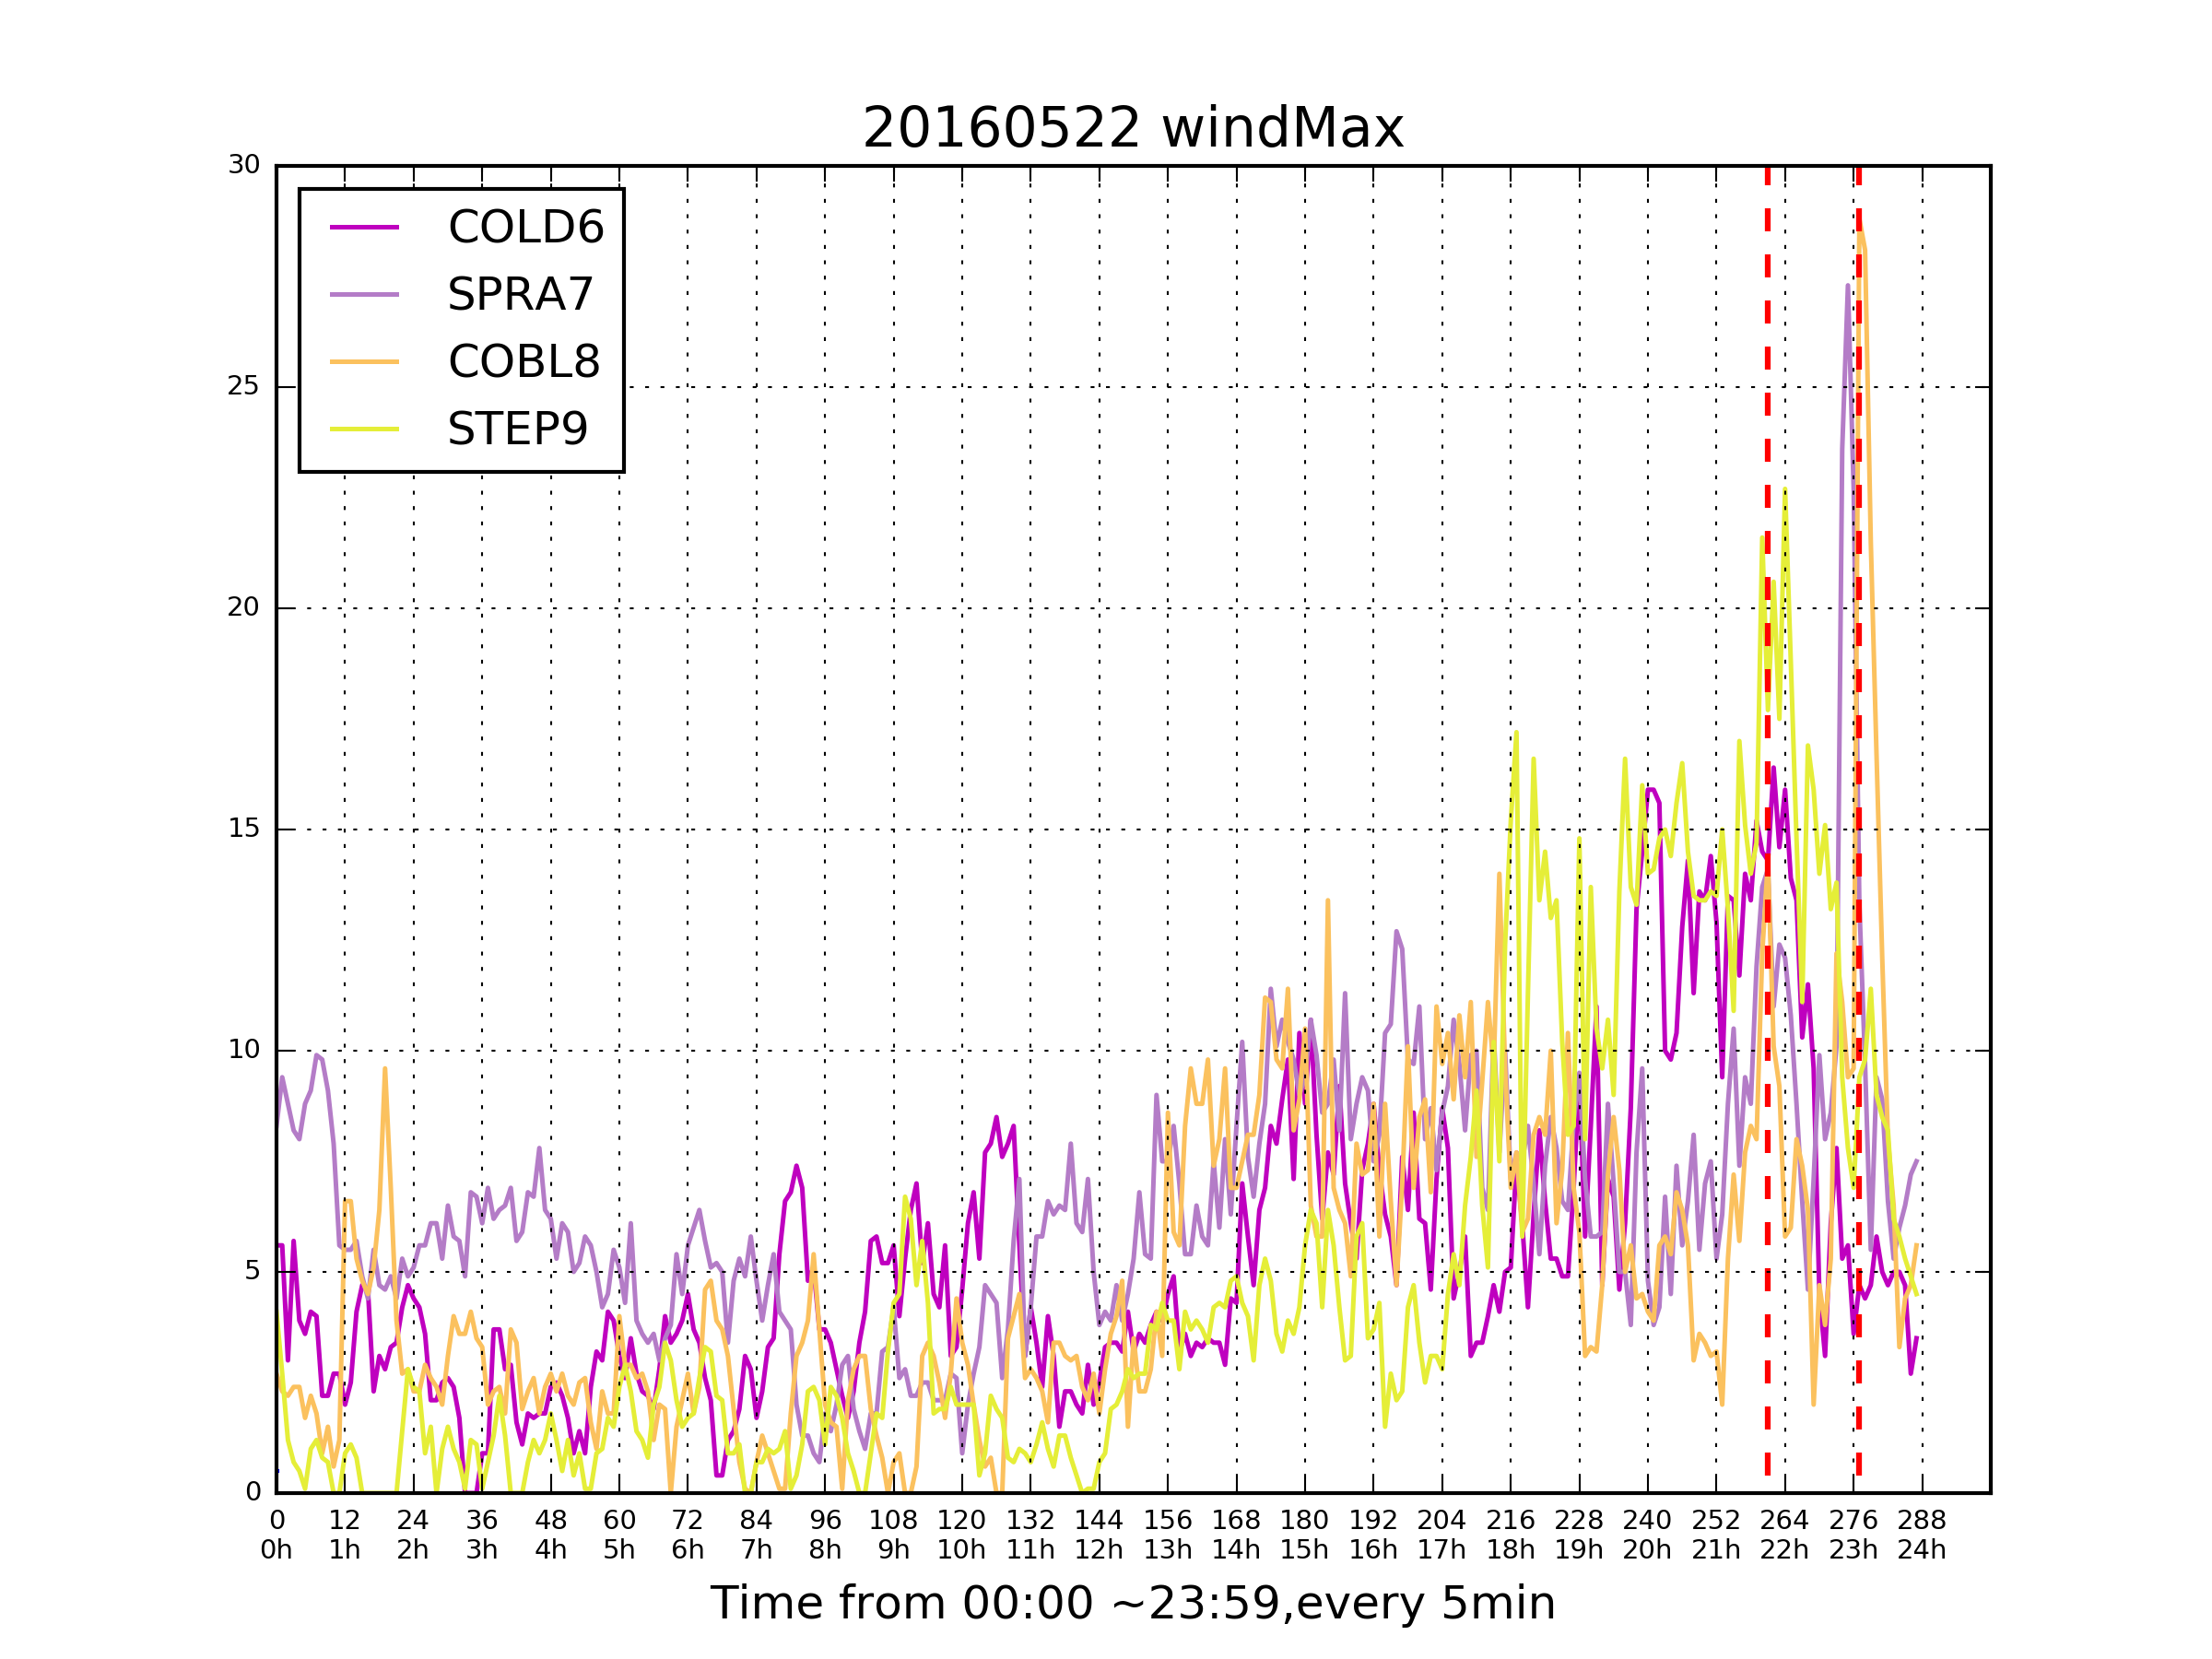 20160522 windMax
30
25
20
15
10
5
0
COLD6
SPRA7
COBL8
STEP9
0 12 24 36 48 60 72 84 96 108 120 132 144 156 168 180 192 204 216 228 240 252 264 276 288
0h 1h 2h 3h 4h 5h 6h 7h 8h 9h 10h 11h 12h 13h 14h 15h 16h 17h 18h 19h 20h 21h 22h 23h 24h
Time from 00:00 ~23:59,every 5min